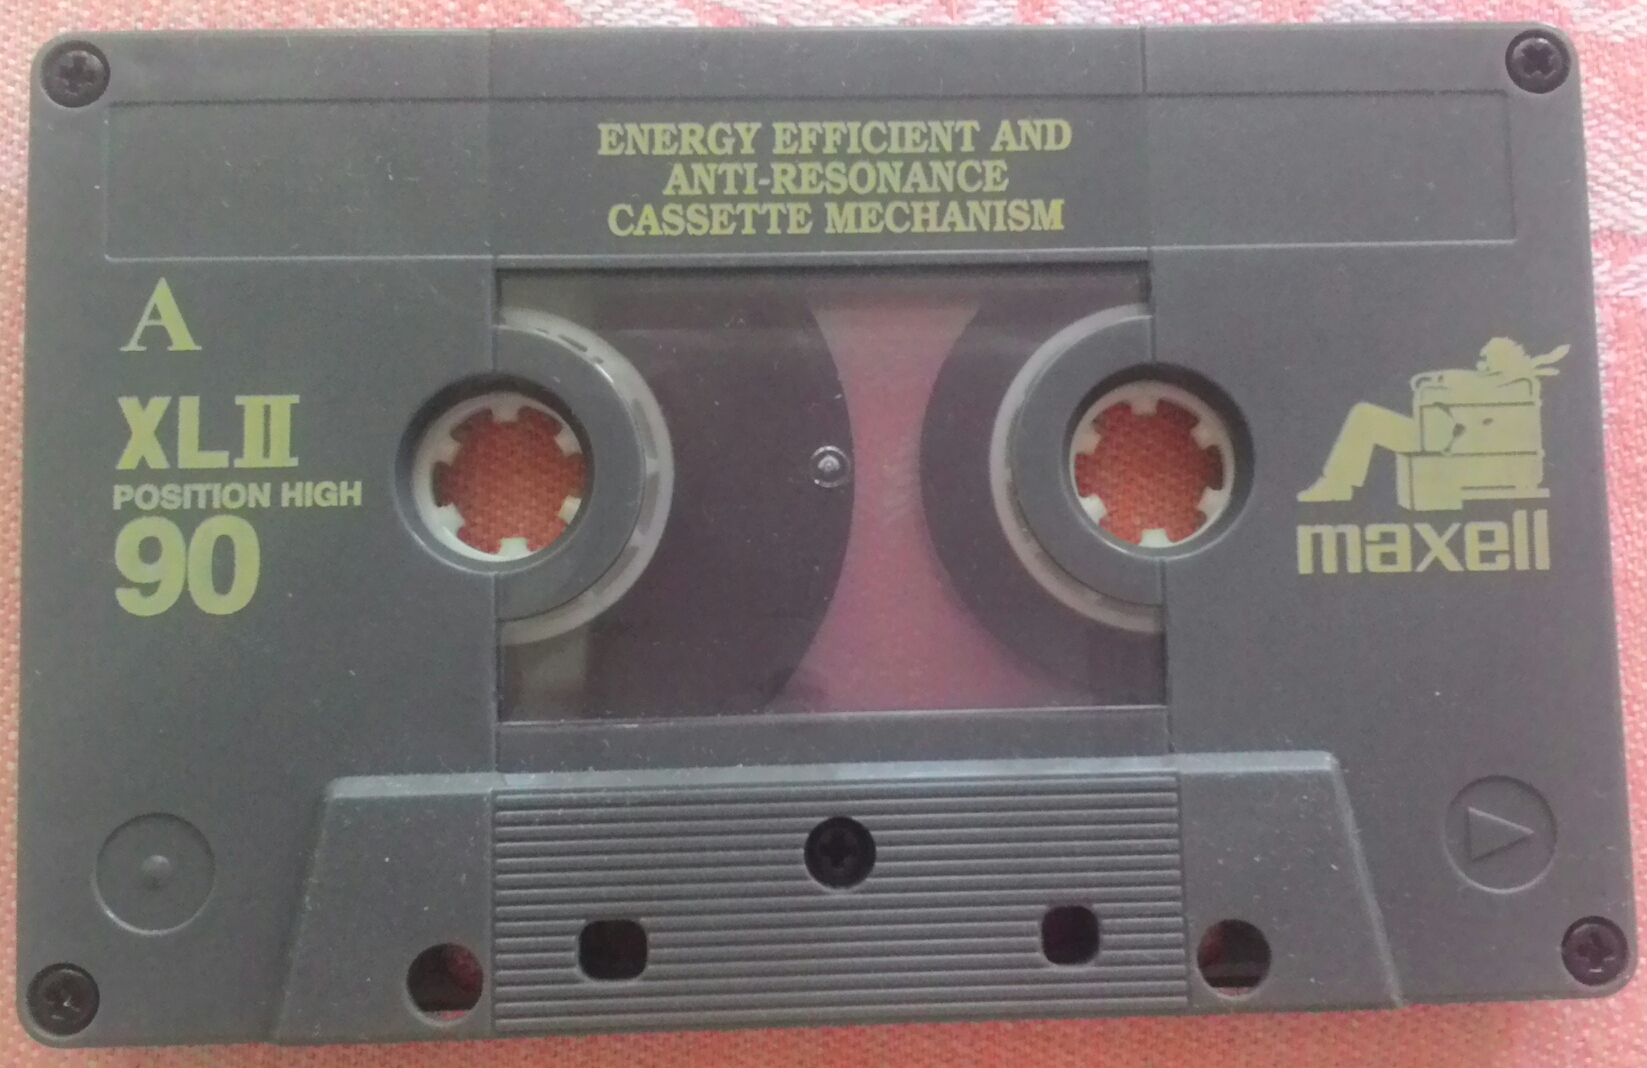 ENERGY EFFICIENT AND
ANTI-RESONANCE
CASSETTE MECHANISM
A
XLII
POSITION HIGH
90
maxell